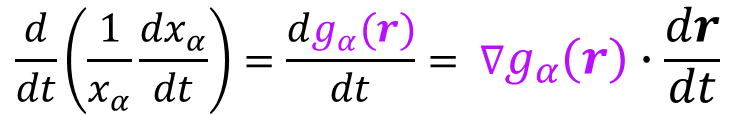 d/dt (1/x_α dx_α/dt) = dg_α(r)/dt = ∇g_α(r) · dr/dt